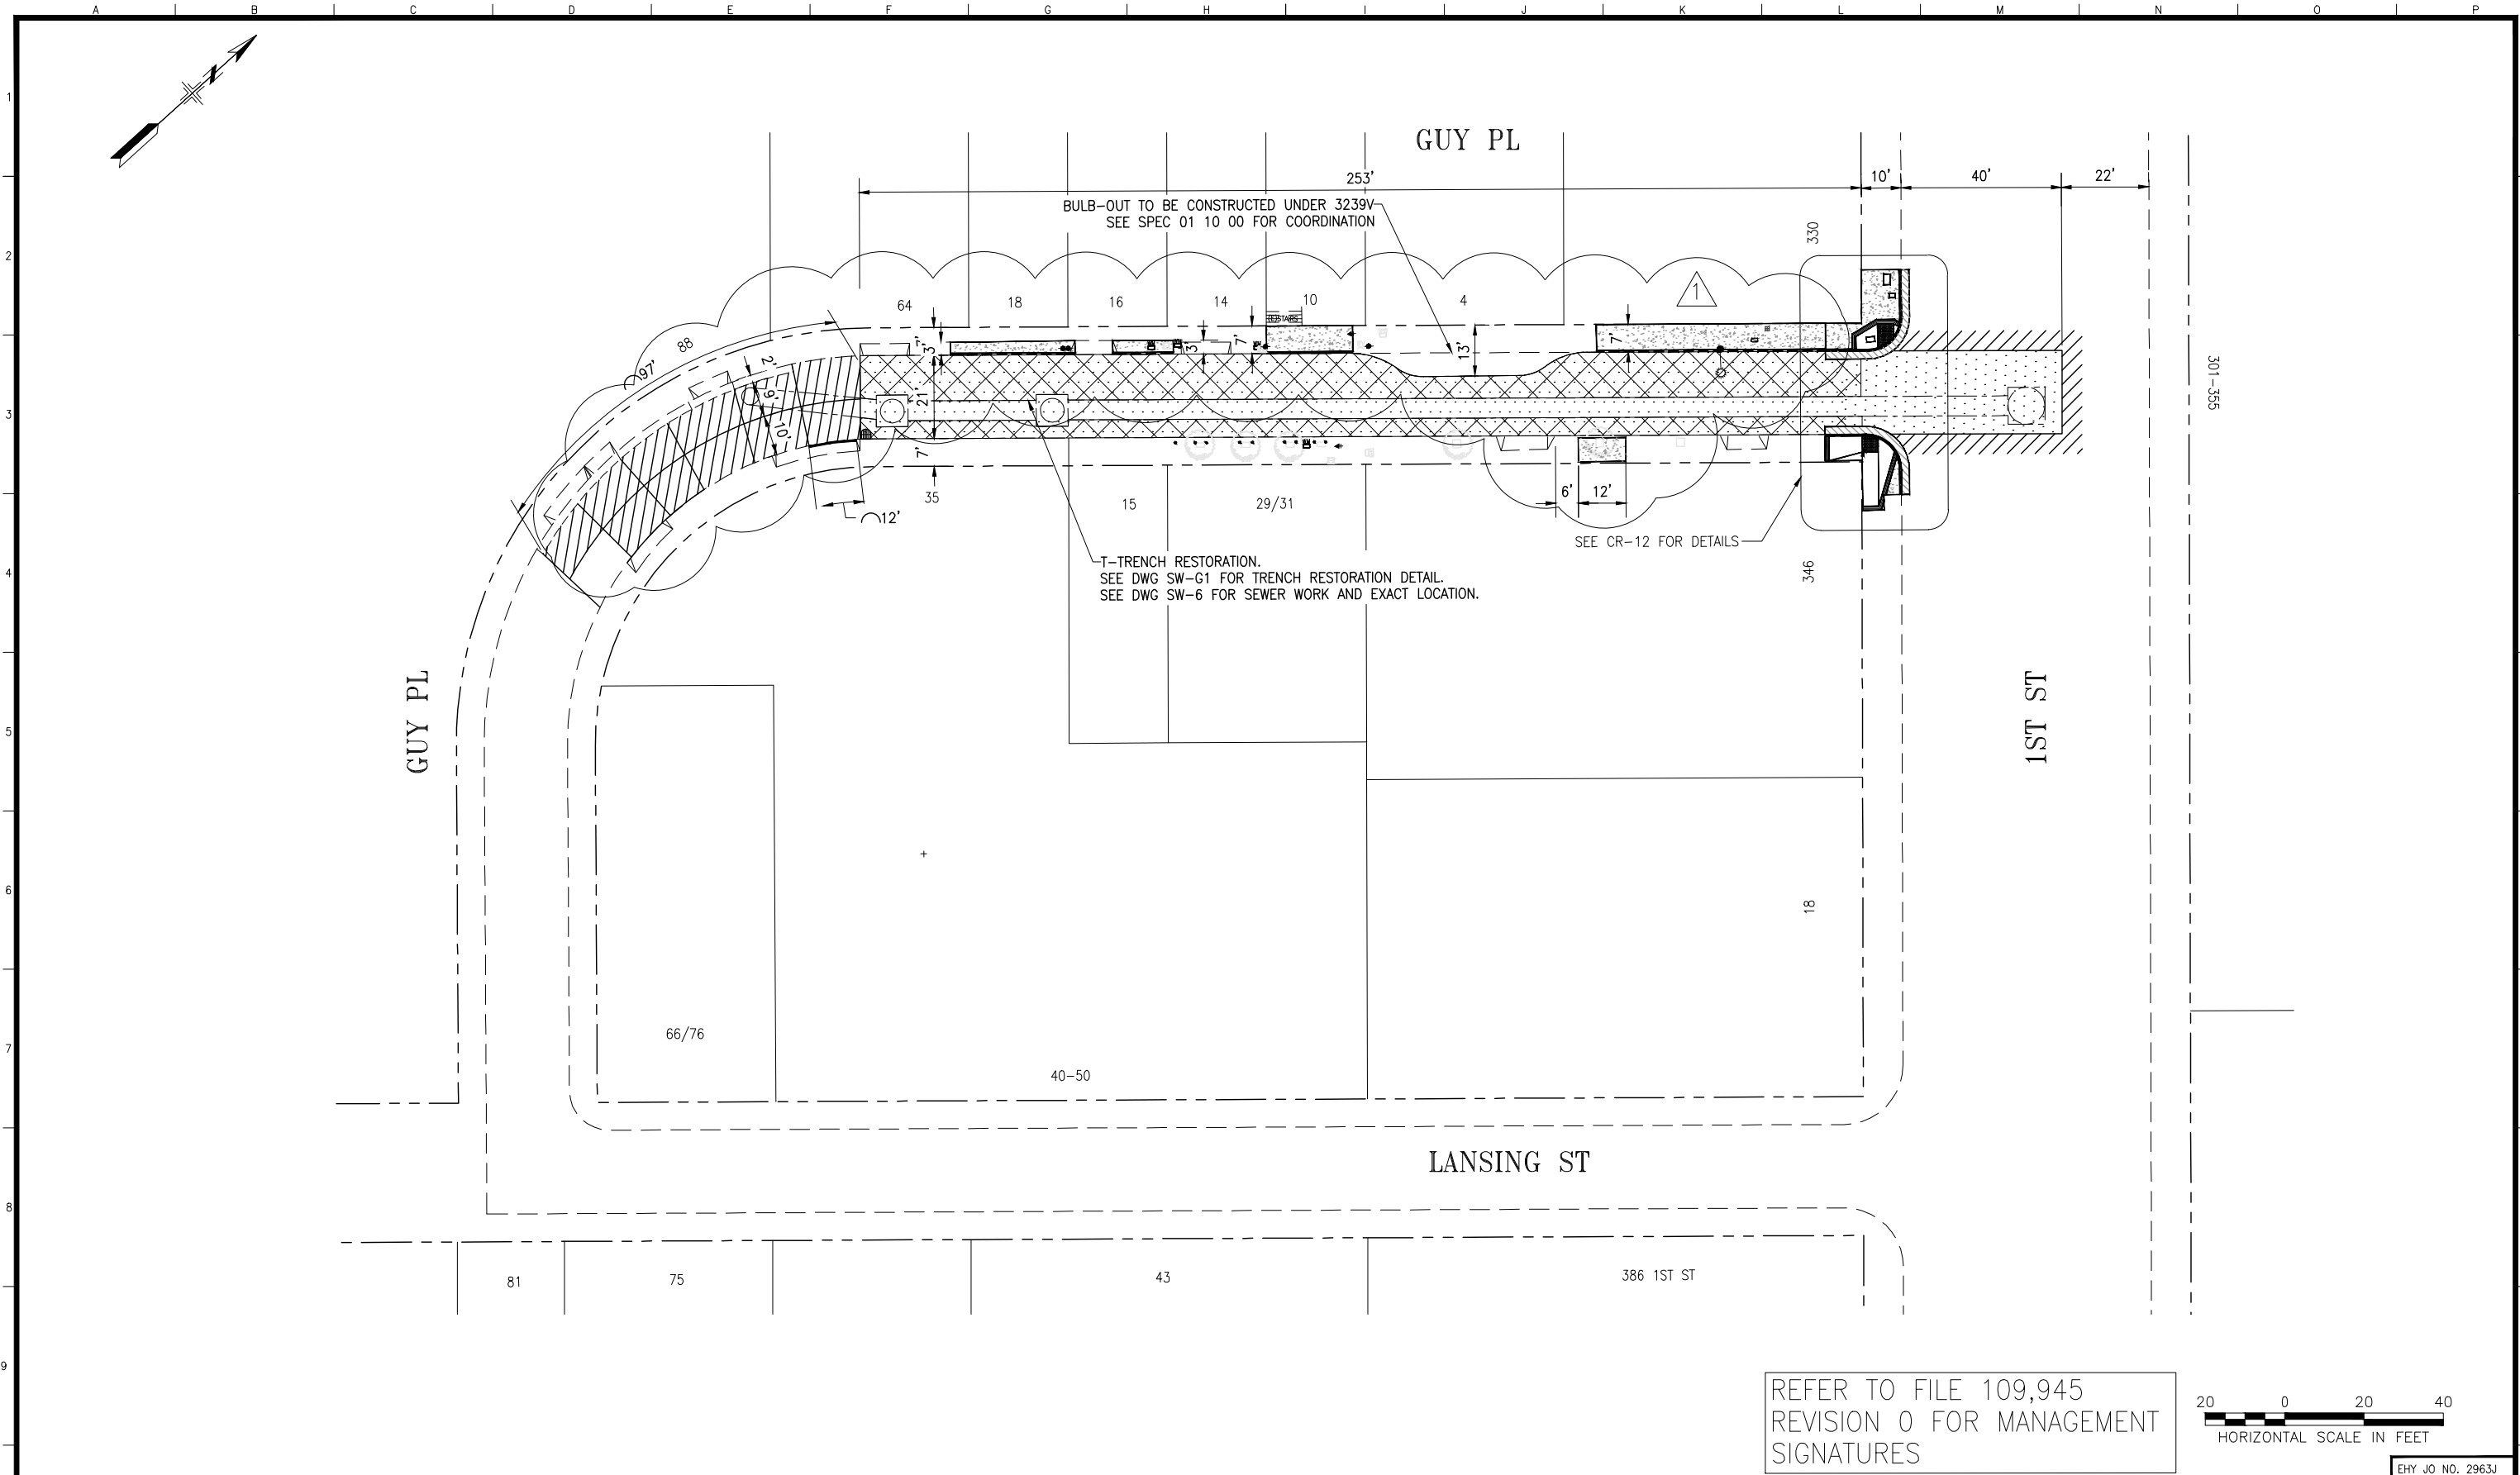 A B C D E F G H I J K L M N O P
1
2
3
4
5
6
7
8
9
N
GUY PL
253'
10'
40'
22'
BULB-OUT TO BE CONSTRUCTED UNDER 3239V
SEE SPEC 01 10 00 FOR COORDINATION
330
64
18
16
14
10
4
1
STAIRS
88
97'
2'
9'
10'
7'
3'
21'
7'
3'
7'
13'
7'
12'
35
15
29/31
6'
12'
301-355
SEE CR-12 FOR DETAILS
346
T-TRENCH RESTORATION.
SEE DWG SW-G1 FOR TRENCH RESTORATION DETAIL.
SEE DWG SW-6 FOR SEWER WORK AND EXACT LOCATION.
GUY PL
1ST ST
18
66/76
40-50
LANSING ST
81
75
43
386 1ST ST
REFER TO FILE 109,945
REVISION 0 FOR MANAGEMENT
SIGNATURES
20 0 20 40
HORIZONTAL SCALE IN FEET
EHY JO NO. 2963J